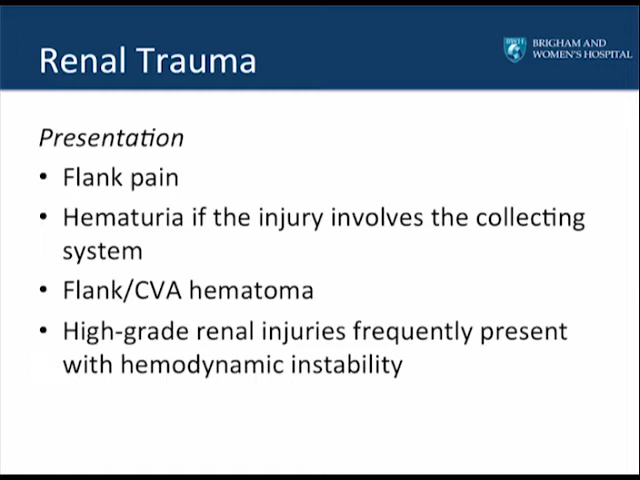 Renal Trauma
BRIGHAM AND
WOMEN'S HOSPITAL
Presentation
• Flank pain
• Hematuria if the injury involves the collecting
system
• Flank/CVA hematoma
• High-grade renal injuries frequently present
with hemodynamic instability